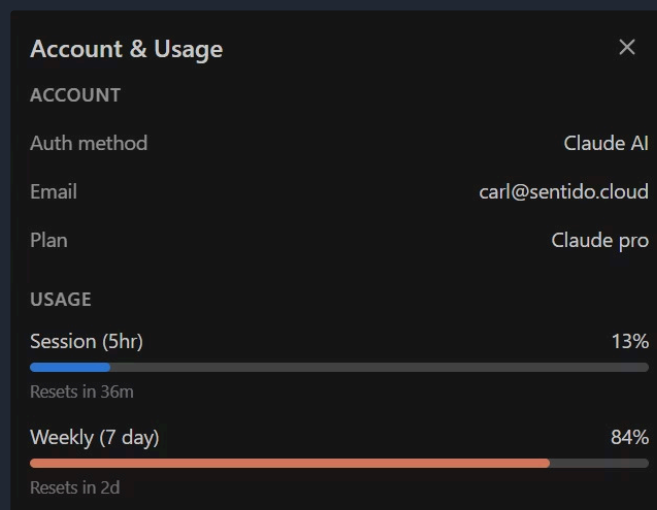 Account & Usage
ACCOUNT
Auth method Claude AI
Email carl@sentido.cloud
Plan Claude pro
USAGE
Session (5hr) 13%
Resets in 36m
Weekly (7 day) 84%
Resets in 2d